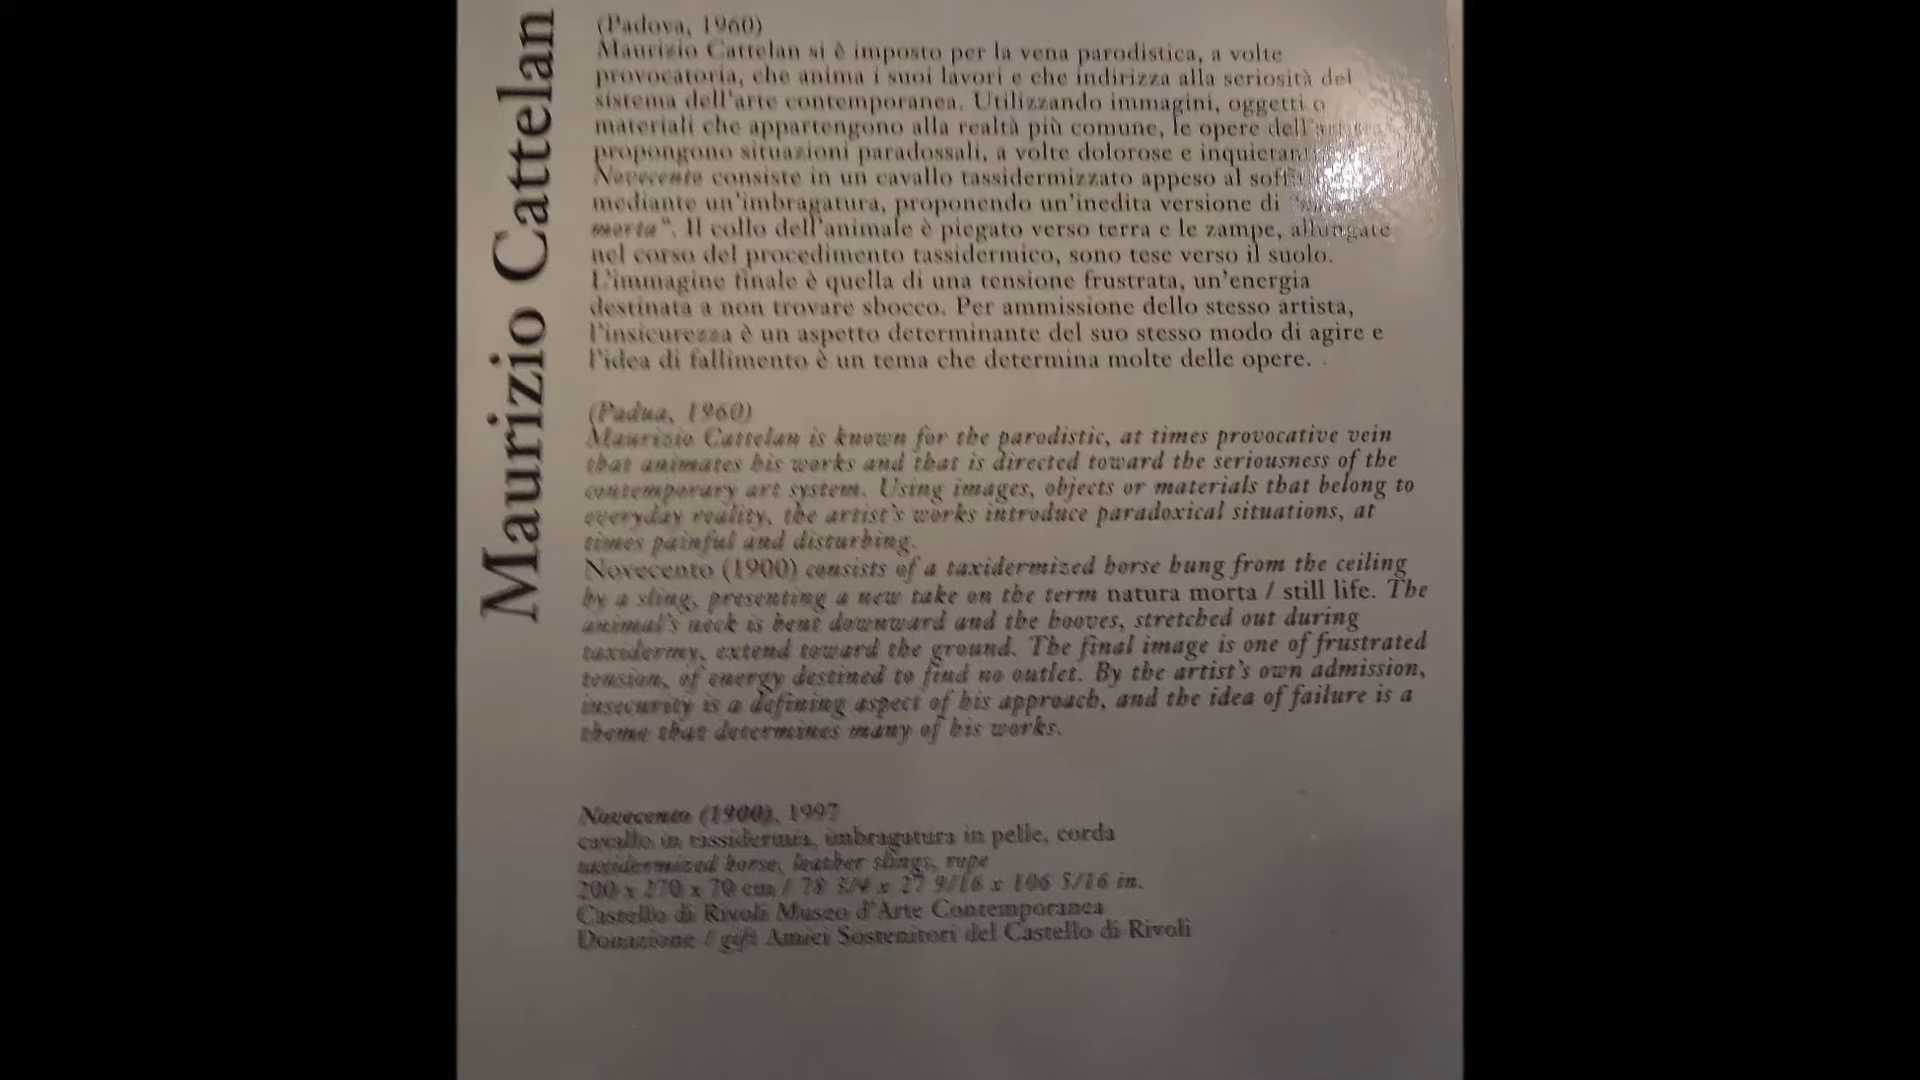 Maurizio Cattelan
(Padova, 1960)
Maurizio Cattelan si è imposto per la vena parodistica, a volte
provocatoria, che anima i suoi lavori e che indirizza alla seriosità del
sistema dell'arte contemporanea. Utilizzando immagini, oggetti o
materiali che appartengono alla realtà più comune, le opere
propongono situazioni paradossali, a volte dolorose e
Novecento consiste in un cavallo tassidermizzato appeso al
mediante un'imbragatura, proponendo un'inedita versione di
morta". Il collo dell'animale è piegato verso terra e le zampe, allungate
nel corso del procedimento tassidermico, sono tese verso il suolo.
L'immagine finale è quella di una tensione frustrata, un'energia
destinata a non trovare sbocco. Per ammissione dello stesso artista,
l'insicurezza è un aspetto determinante del suo stesso modo di agire e
l'idea di fallimento è un tema che determina molte delle opere.
(Padua, 1960)
Maurizio Cattelan is known for the parodistic, at times provocative vein
that animates his works and that is directed toward the seriousness of the
contemporary art system. Using images, objects or materials that belong to
everyday reality, the artist's works introduce paradoxical situations, at
times painful and disturbing.
Novecento (1900) consists of a taxidermized horse hung from the ceiling
by a sling, presenting a new take on the term natura morta / still life. The
animal's neck is bent downward and the hooves, stretched out during
taxidermy, extend toward the ground. The final image is one of frustrated
tension, of energy destined to find no outlet. By the artist's own admission,
insecurity is a defining aspect of his approach, and the idea of failure is a
theme that determines many of his works.
Novecento (1900), 1997
cavallo in tassidermia, imbragatura in pelle, corda
taxidermized horse, leather slings, rope
200 x 270 x 70 cm / 78 3/4 x 27 9/16 x 106 5/16 in.
Castello di Rivoli Museo d'Arte Contemporanea
Donazione / gift Amici Sostenitori del Castello di Rivoli